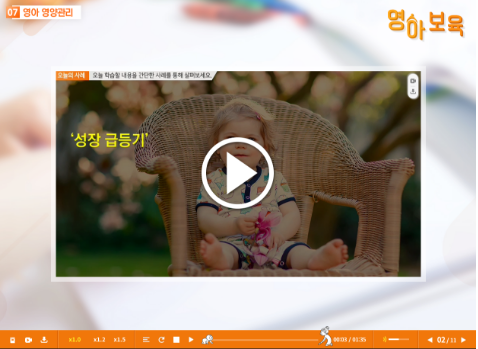 07 영아 영양관리
영아보육
오늘의 사례 오늘 학습할 내용을 간단한 사례를 통해 살펴보세요.
‘성장 급등기’
x1.0 x1.2 x1.5 00:03 / 01:35 02 / 11